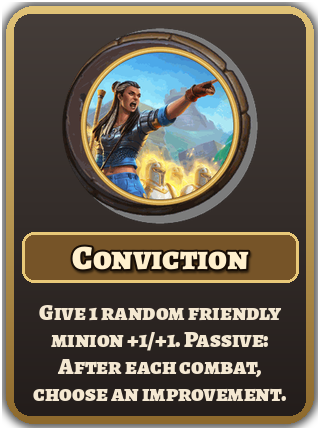 Conviction
Give 1 random friendly
minion +1/+1. Passive:
After each combat,
choose an improvement.